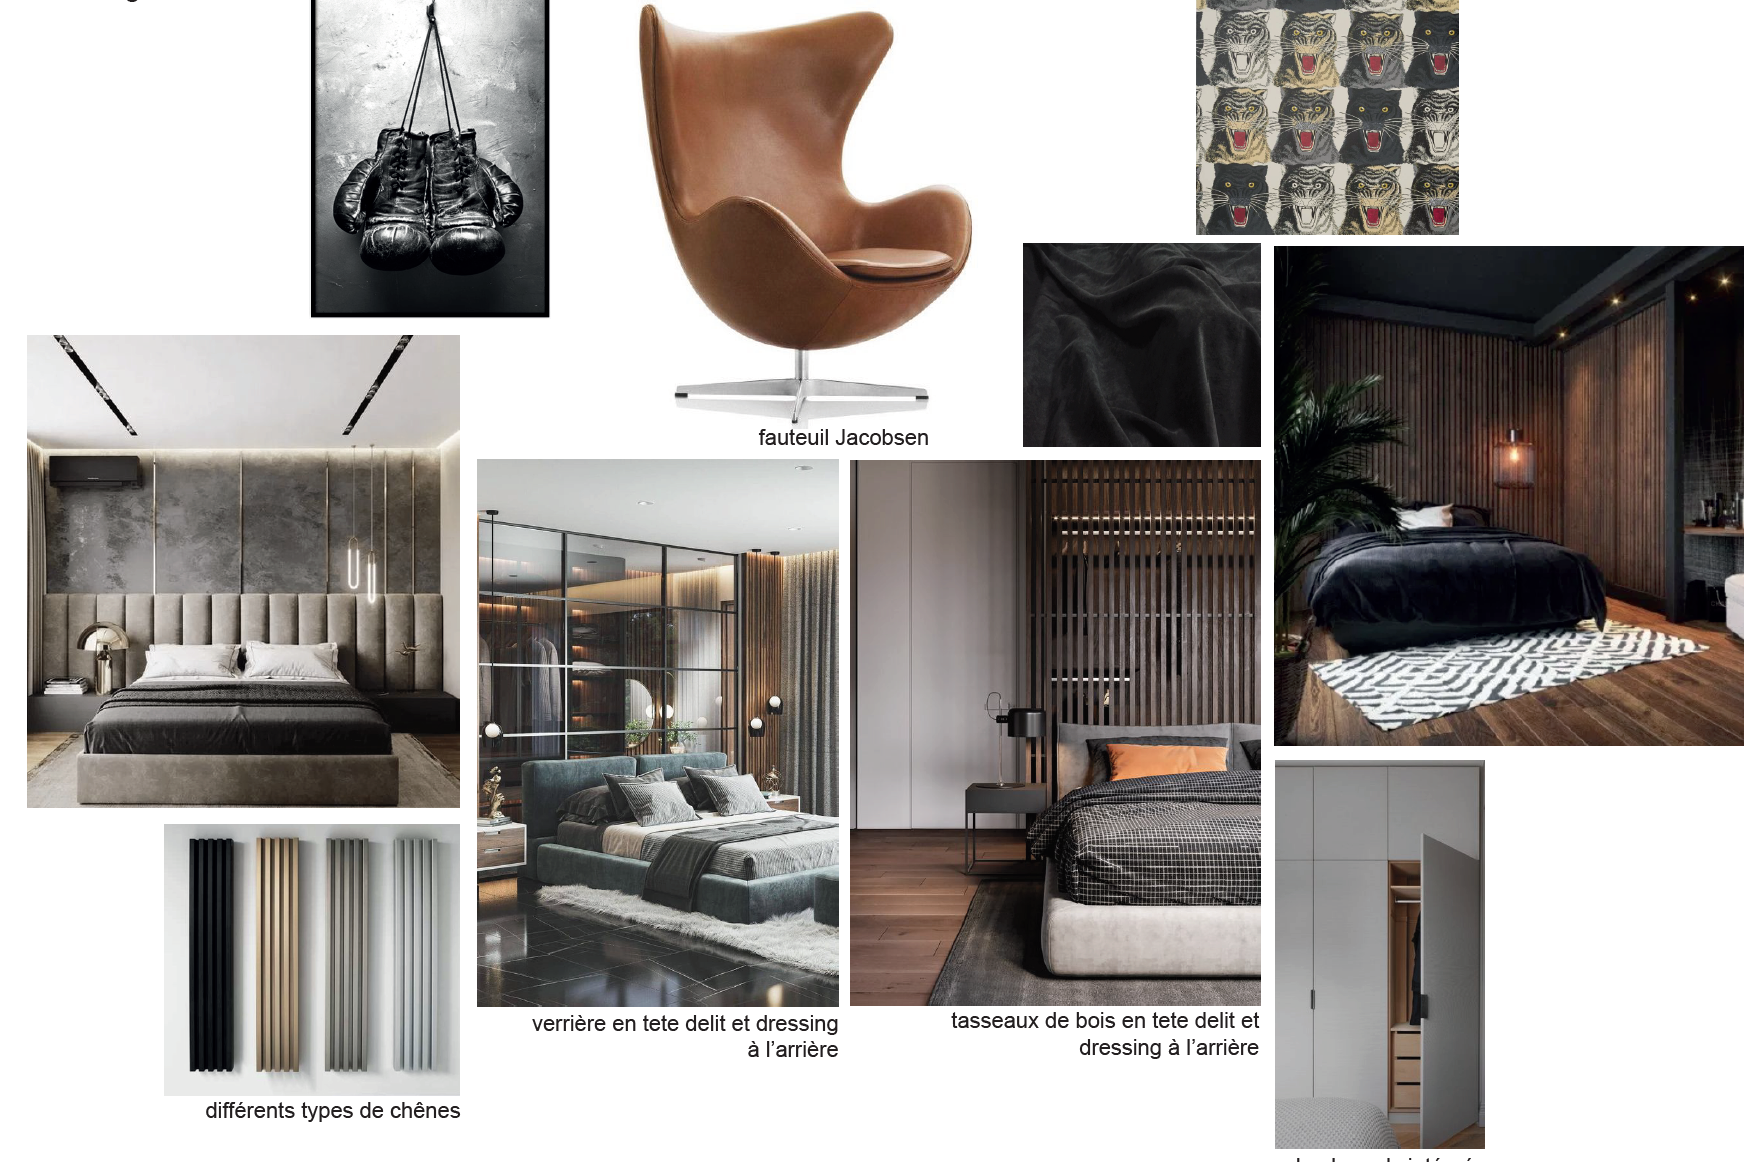 fauteuil Jacobsen
verrière en tete delit et dressing
à l’arrière
tasseaux de bois en tete delit et
dressing à l’arrière
différents types de chênes